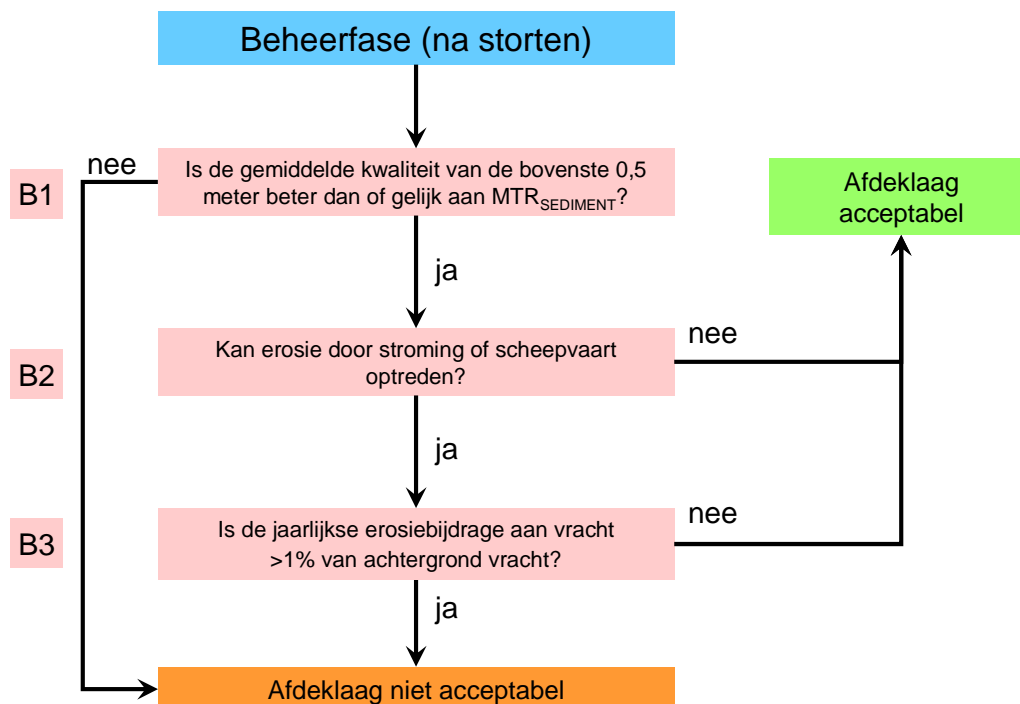 Beheerfase (na storten)
nee
B1
Is de gemiddelde kwaliteit van de bovenste 0,5
meter beter dan of gelijk aan MTRSEDIMENT?
Afdeklaag
acceptabel
ja
B2
Kan erosie door stroming of scheepvaart
optreden?
nee
ja
B3
Is de jaarlijkse erosiebijdrage aan vracht
>1% van achtergrond vracht?
nee
ja
Afdeklaag niet acceptabel